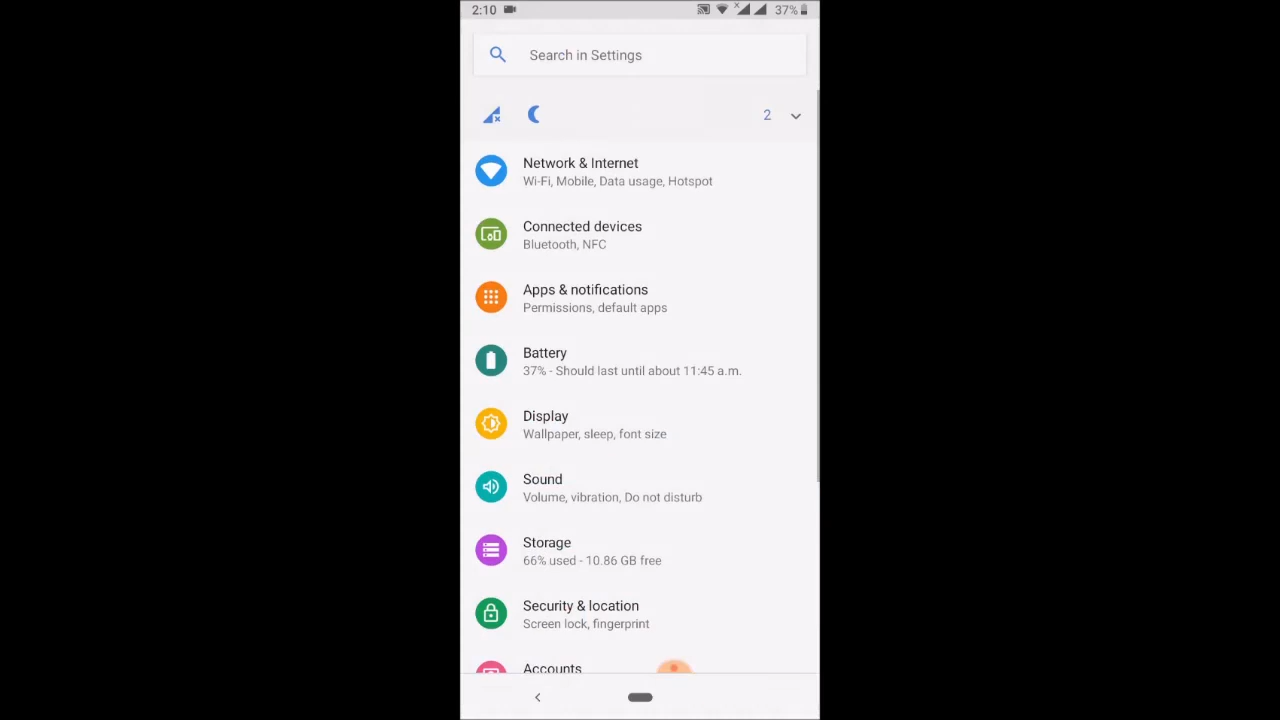 2:10 37%
Search in Settings
2
Network & Internet
Wi-Fi, Mobile, Data usage, Hotspot
Connected devices
Bluetooth, NFC
Apps & notifications
Permissions, default apps
Battery
37% - Should last until about 11:45 a.m.
Display
Wallpaper, sleep, font size
Sound
Volume, vibration, Do not disturb
Storage
66% used - 10.86 GB free
Security & location
Screen lock, fingerprint
Accounts